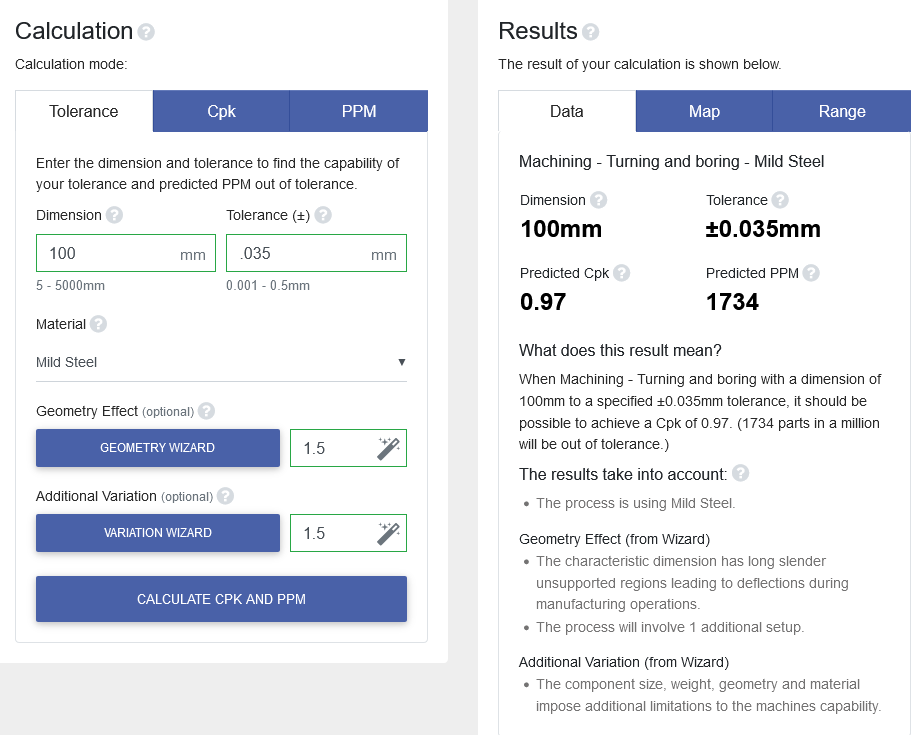 Calculation ?
Calculation mode:
Tolerance Cpk PPM
Enter the dimension and tolerance to find the capability of
your tolerance and predicted PPM out of tolerance.
Dimension ? Tolerance (±) ?
100 mm .035 mm
5 - 5000mm 0.001 - 0.5mm
Material ?
Mild Steel
Geometry Effect (optional) ?
GEOMETRY WIZARD 1.5
Additional Variation (optional) ?
VARIATION WIZARD 1.5
CALCULATE CPK AND PPM
Results ?
The result of your calculation is shown below.
Data Map Range
Machining - Turning and boring - Mild Steel
Dimension ? Tolerance ?
100mm ±0.035mm
Predicted Cpk ? Predicted PPM ?
0.97 1734
What does this result mean?
When Machining - Turning and boring with a dimension of
100mm to a specified ±0.035mm tolerance, it should be
possible to achieve a Cpk of 0.97. (1734 parts in a million
will be out of tolerance.)
The results take into account: ?
• The process is using Mild Steel.
Geometry Effect (from Wizard)
• The characteristic dimension has long slender
unsupported regions leading to deflections during
manufacturing operations.
• The process will involve 1 additional setup.
Additional Variation (from Wizard)
• The component size, weight, geometry and material
impose additional limitations to the machines capability.